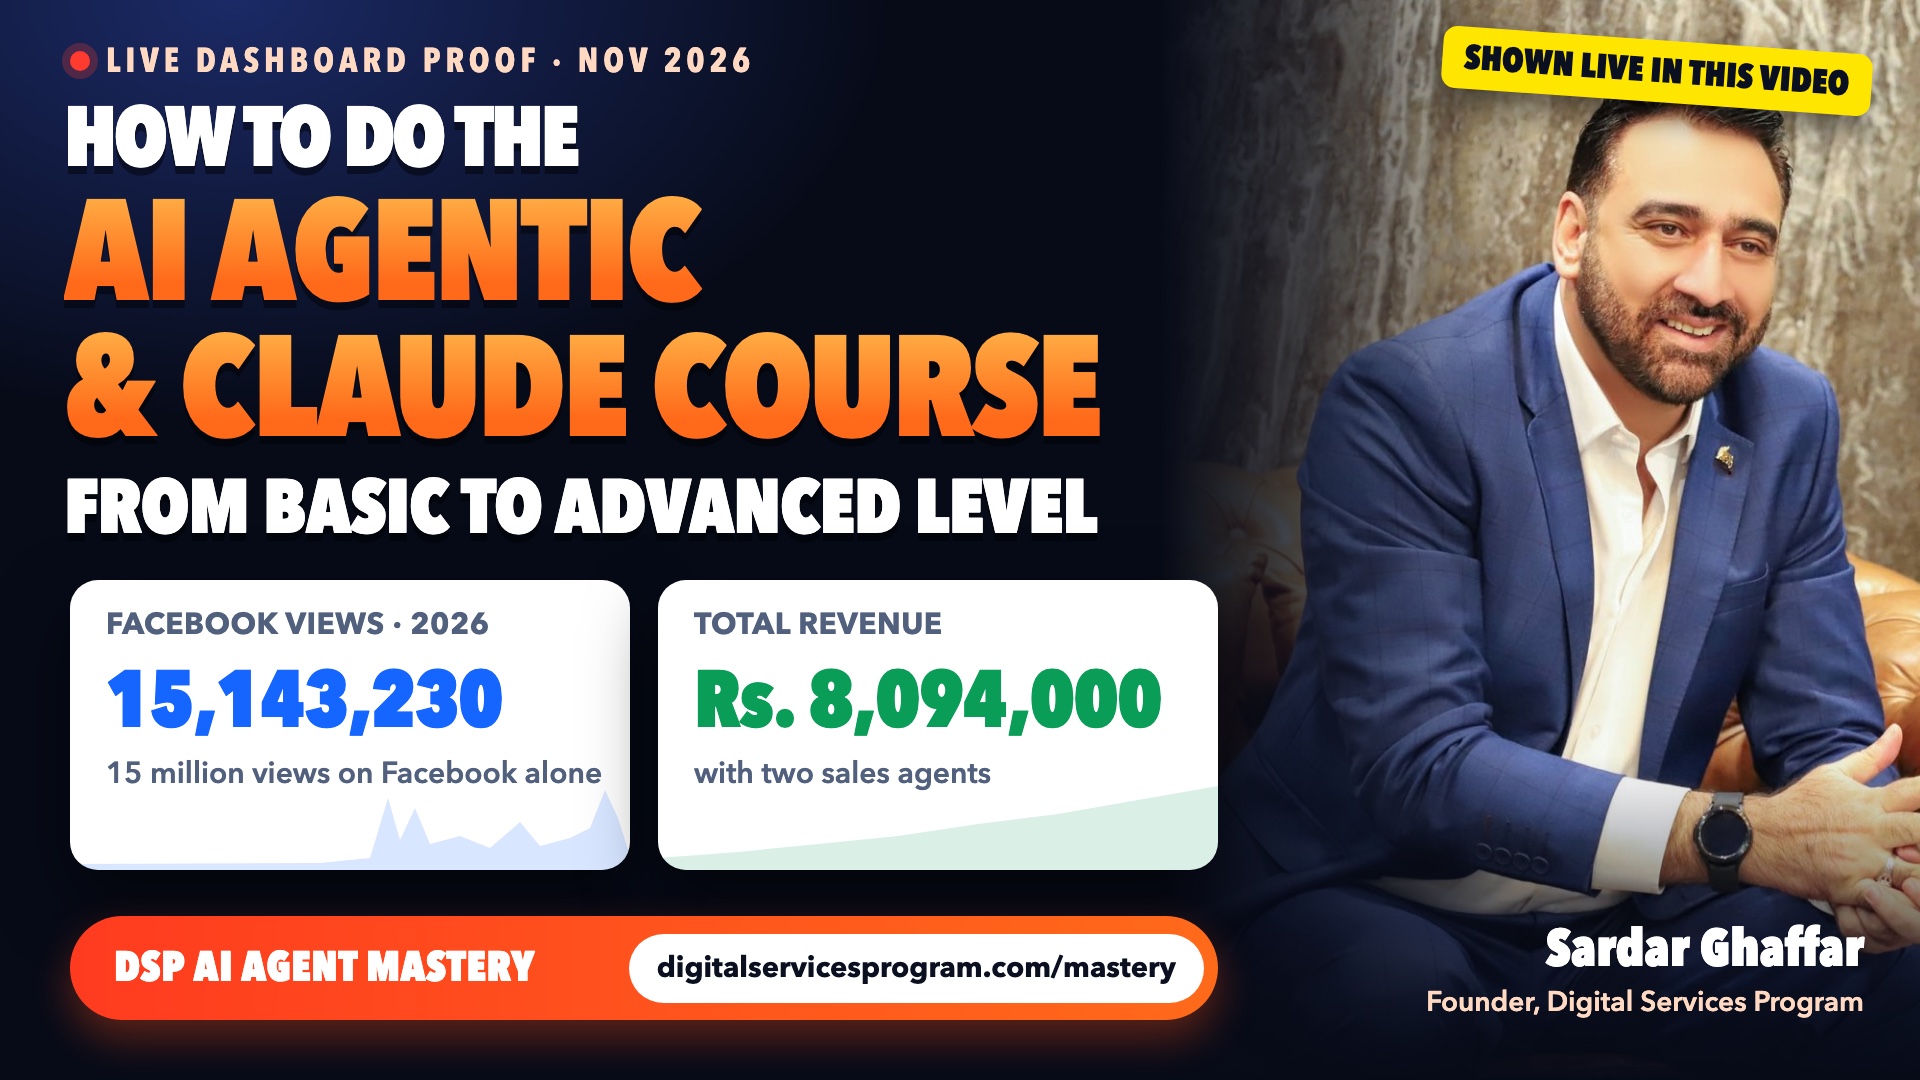 LIVE DASHBOARD PROOF · NOV 2026
SHOWN LIVE IN THIS VIDEO
HOW TO DO THE
AI AGENTIC
& CLAUDE COURSE
FROM BASIC TO ADVANCED LEVEL
FACEBOOK VIEWS · 2026
15,143,230
15 million views on Facebook alone
TOTAL REVENUE
Rs. 8,094,000
with two sales agents
DSP AI AGENT MASTERY
digitalservicesprogram.com/mastery
Sardar Ghaffar
Founder, Digital Services Program